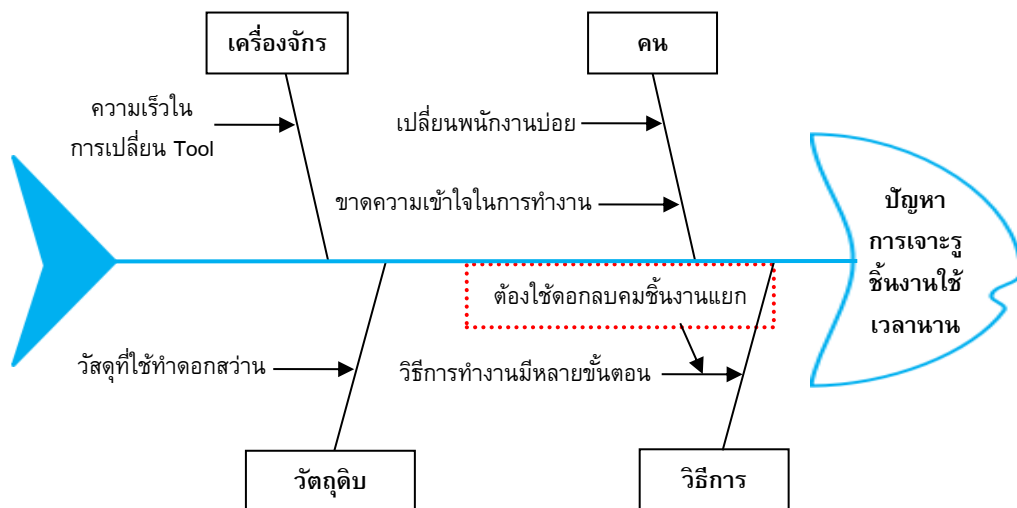 เครื่องจักร
คน
ความเร็วใน
การเปลี่ยน Tool
เปลี่ยนพนักงานบ่อย
ขาดความเข้าใจในการทำงาน
ปัญหา
การเจาะรู
ชิ้นงานใช้
เวลานาน
ต้องใช้ดอกลบคมชิ้นงานแยก
วัสดุที่ใช้ทำดอกสว่าน
วิธีการทำงานมีหลายขั้นตอน
วัตถุดิบ
วิธีการ